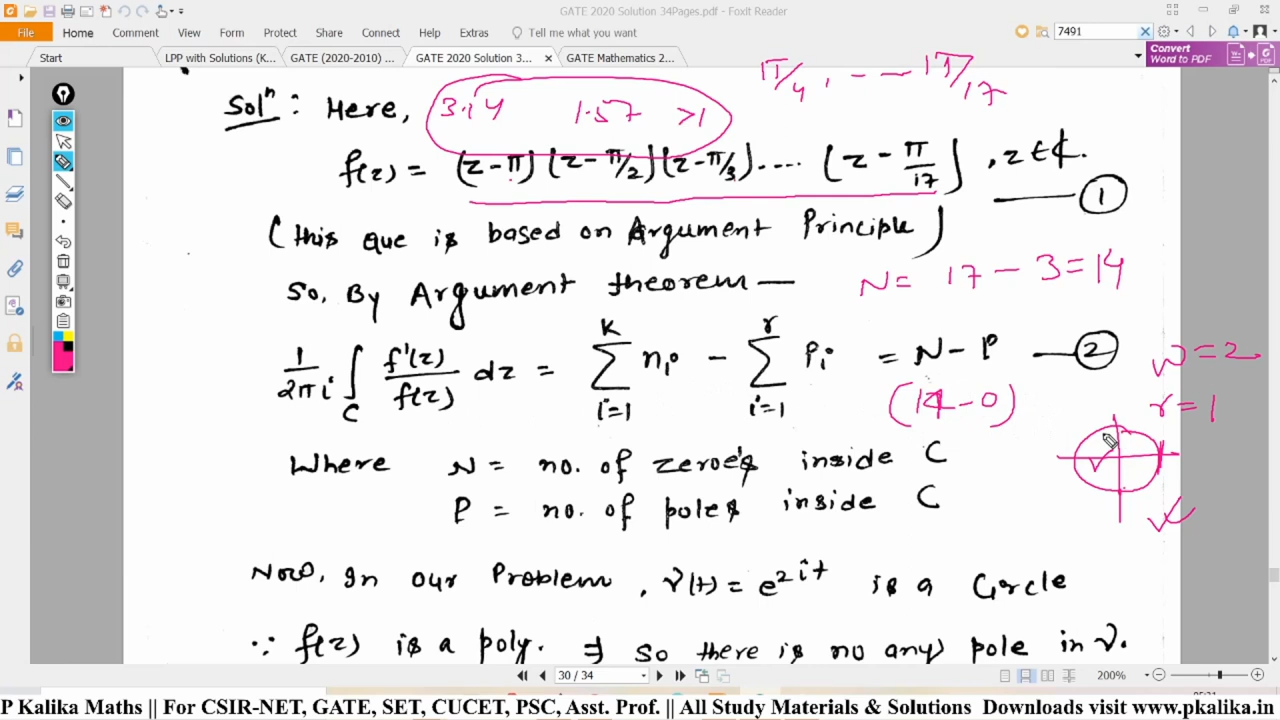 GATE 2020 Solution 34Pages.pdf - Foxit Reader
File Home Comment View Form Protect Share Connect Help Extras Tell me what you want 7491
Start LPP with Solutions (K... GATE (2020-2010) ... GATE 2020 Solution 3... GATE Mathematics 2...
Convert
Word to PDF
π/4, - - - π/17
Solⁿ : Here, 3.14 1.57 >1
f(z) = (z-π) (z-π/2) (z-π/3) .... (z - π/17), z ∈ ℂ.
—— ①
(this que is based on Argument Principle)
N = 17 - 3 = 14
So, By Argument theorem —
1/2πi ∫_C f'(z)/f(z) dz = Σ_{i=1}^{K} n_i - Σ_{i=1}^{r} P_i = N - P —— ②
W = 2
(14 - 0)
r = 1
Where N = no. of zeroe's inside C
P = no. of poles inside C
Now, In our Problem, γ(t) = e^{2it} is a Circle
∵ f(z) is a poly. ⇒ So there is no any pole in γ.
30 / 34
200%
P Kalika Maths || For CSIR-NET, GATE, SET, CUCET, PSC, Asst. Prof. || All Study Materials & Solutions Downloads visit www.pkalika.in